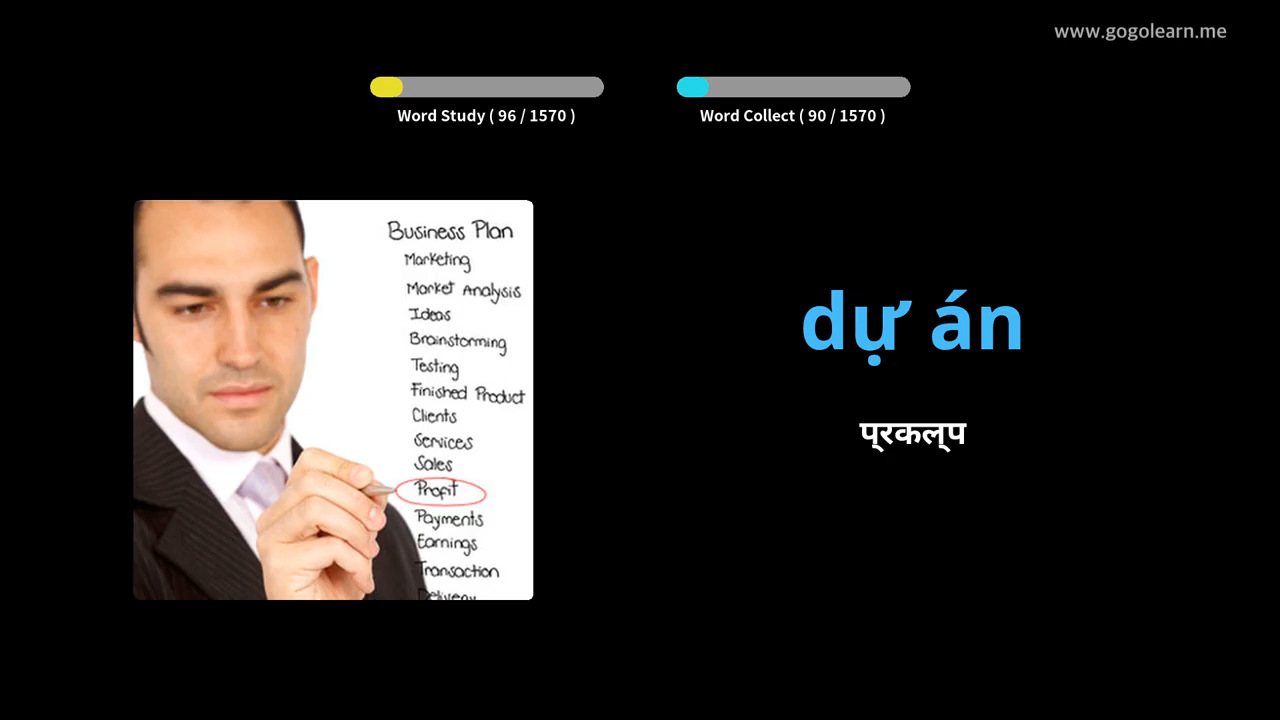 www.gogolearn.me
Word Study ( 96 / 1570 )
Word Collect ( 90 / 1570 )
Business Plan
Marketing
Market Analysis
Ideas
Brainstorming
Testing
Finished Product
Clients
Services
Sales
Profit
Payments
Earnings
Transaction
Delivery
dự án
प्रकल्प